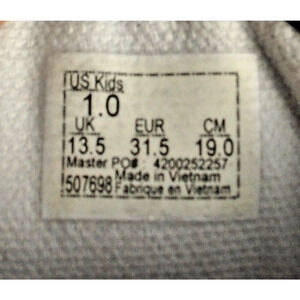 US Kids
1.0
UK EUR CM
13.5 31.5 19.0
Master PO# : 4200252257
507698 Made in Vietnam
Fabrique en Vietnam